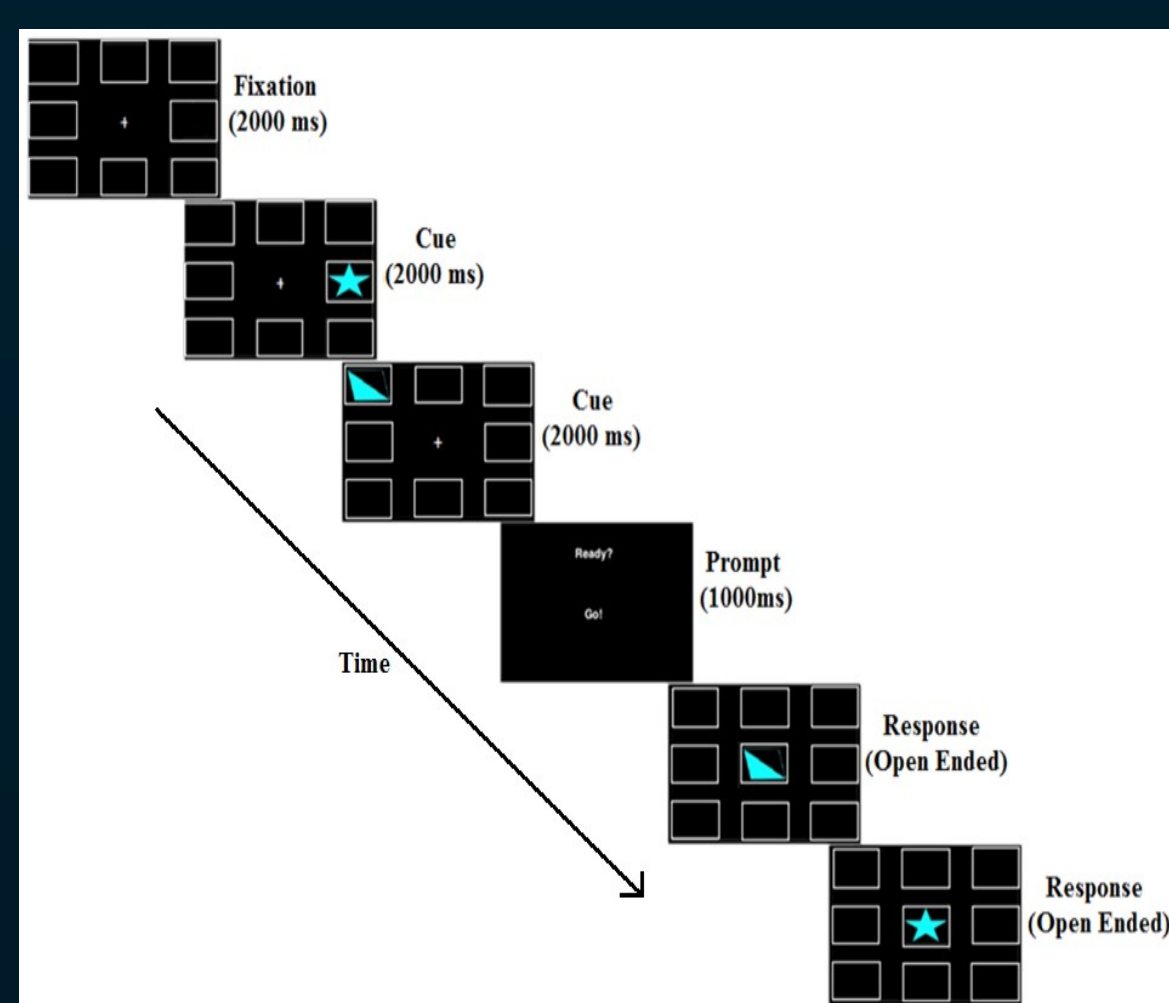 Fixation
(2000 ms)
Cue
(2000 ms)
Cue
(2000 ms)
Ready?
Go!
Prompt
(1000ms)
Time
Response
(Open Ended)
Response
(Open Ended)